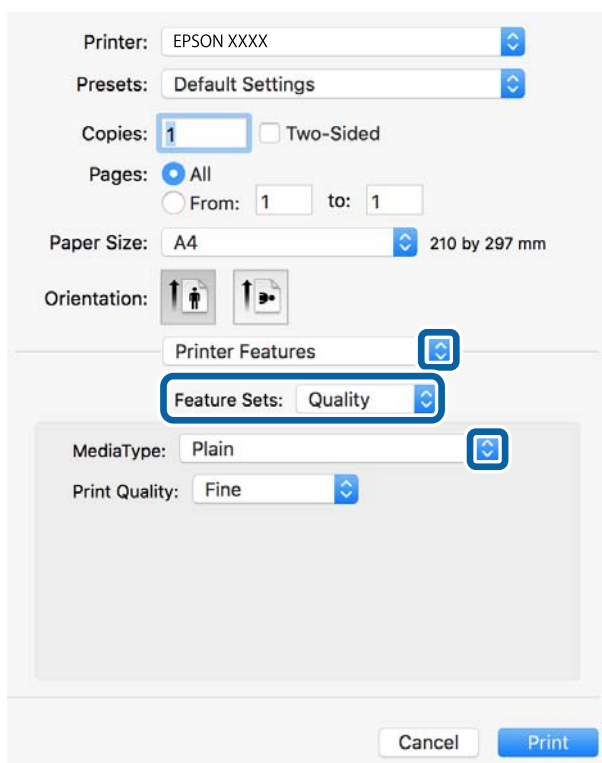 Printer: EPSON XXXX
Presets: Default Settings
Copies: 1 Two-Sided
Pages: All
From: 1 to: 1
Paper Size: A4 210 by 297 mm
Orientation:
Printer Features
Feature Sets: Quality
MediaType: Plain
Print Quality: Fine
Cancel Print